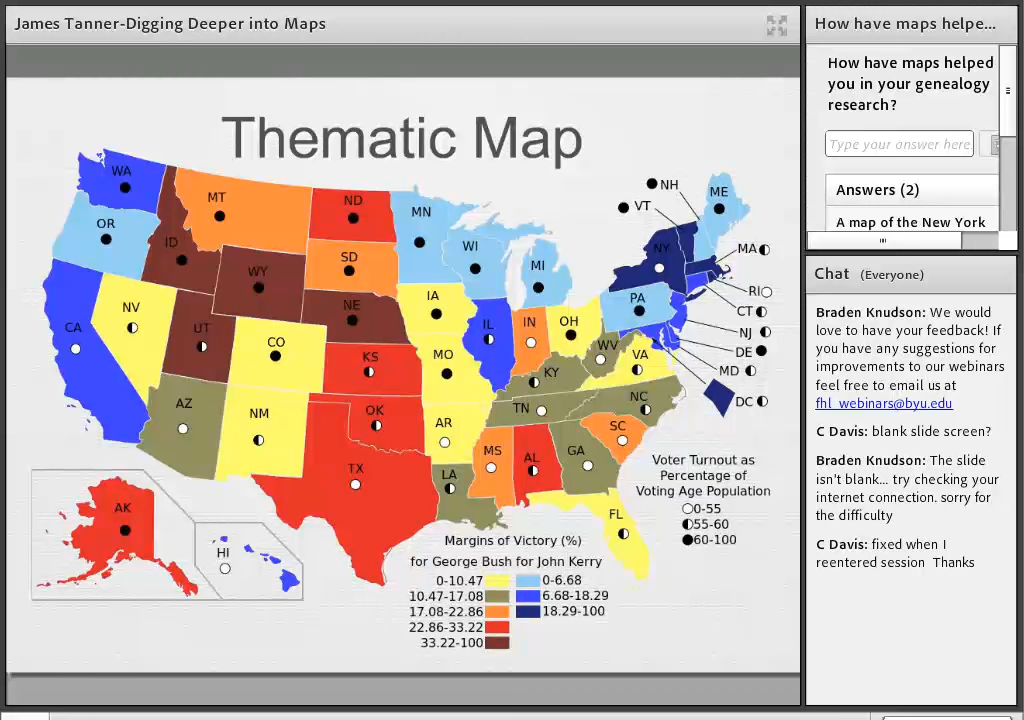 James Tanner-Digging Deeper into Maps
Thematic Map
WA
MT
ND
MN
NH
ME
VT
OR
ID
SD
WI
MI
NY
MA
WY
RI
NV
NE
IA
PA
CT
CA
UT
CO
IL
IN
OH
NJ
DE
KS
MO
WV
VA
MD
KY
DC
AZ
NM
OK
TN
NC
AR
SC
MS
AL
GA
TX
LA
FL
AK
HI
Voter Turnout as
Percentage of
Voting Age Population
0-55
55-60
60-100
Margins of Victory (%)
for George Bush for John Kerry
0-10.47 0-6.68
10.47-17.08 6.68-18.29
17.08-22.86 18.29-100
22.86-33.22
33.22-100
How have maps helpe...
How have maps helped
you in your genealogy
research?
Type your answer here.
Answers (2)
A map of the New York
Chat (Everyone)
Braden Knudson: We would
love to have your feedback! If
you have any suggestions for
improvements to our webinars
feel free to email us at
fhl_webinars@byu.edu
C Davis: blank slide screen?
Braden Knudson: The slide
isn't blank... try checking your
internet connection. sorry for
the difficulty
C Davis: fixed when I
reentered session Thanks